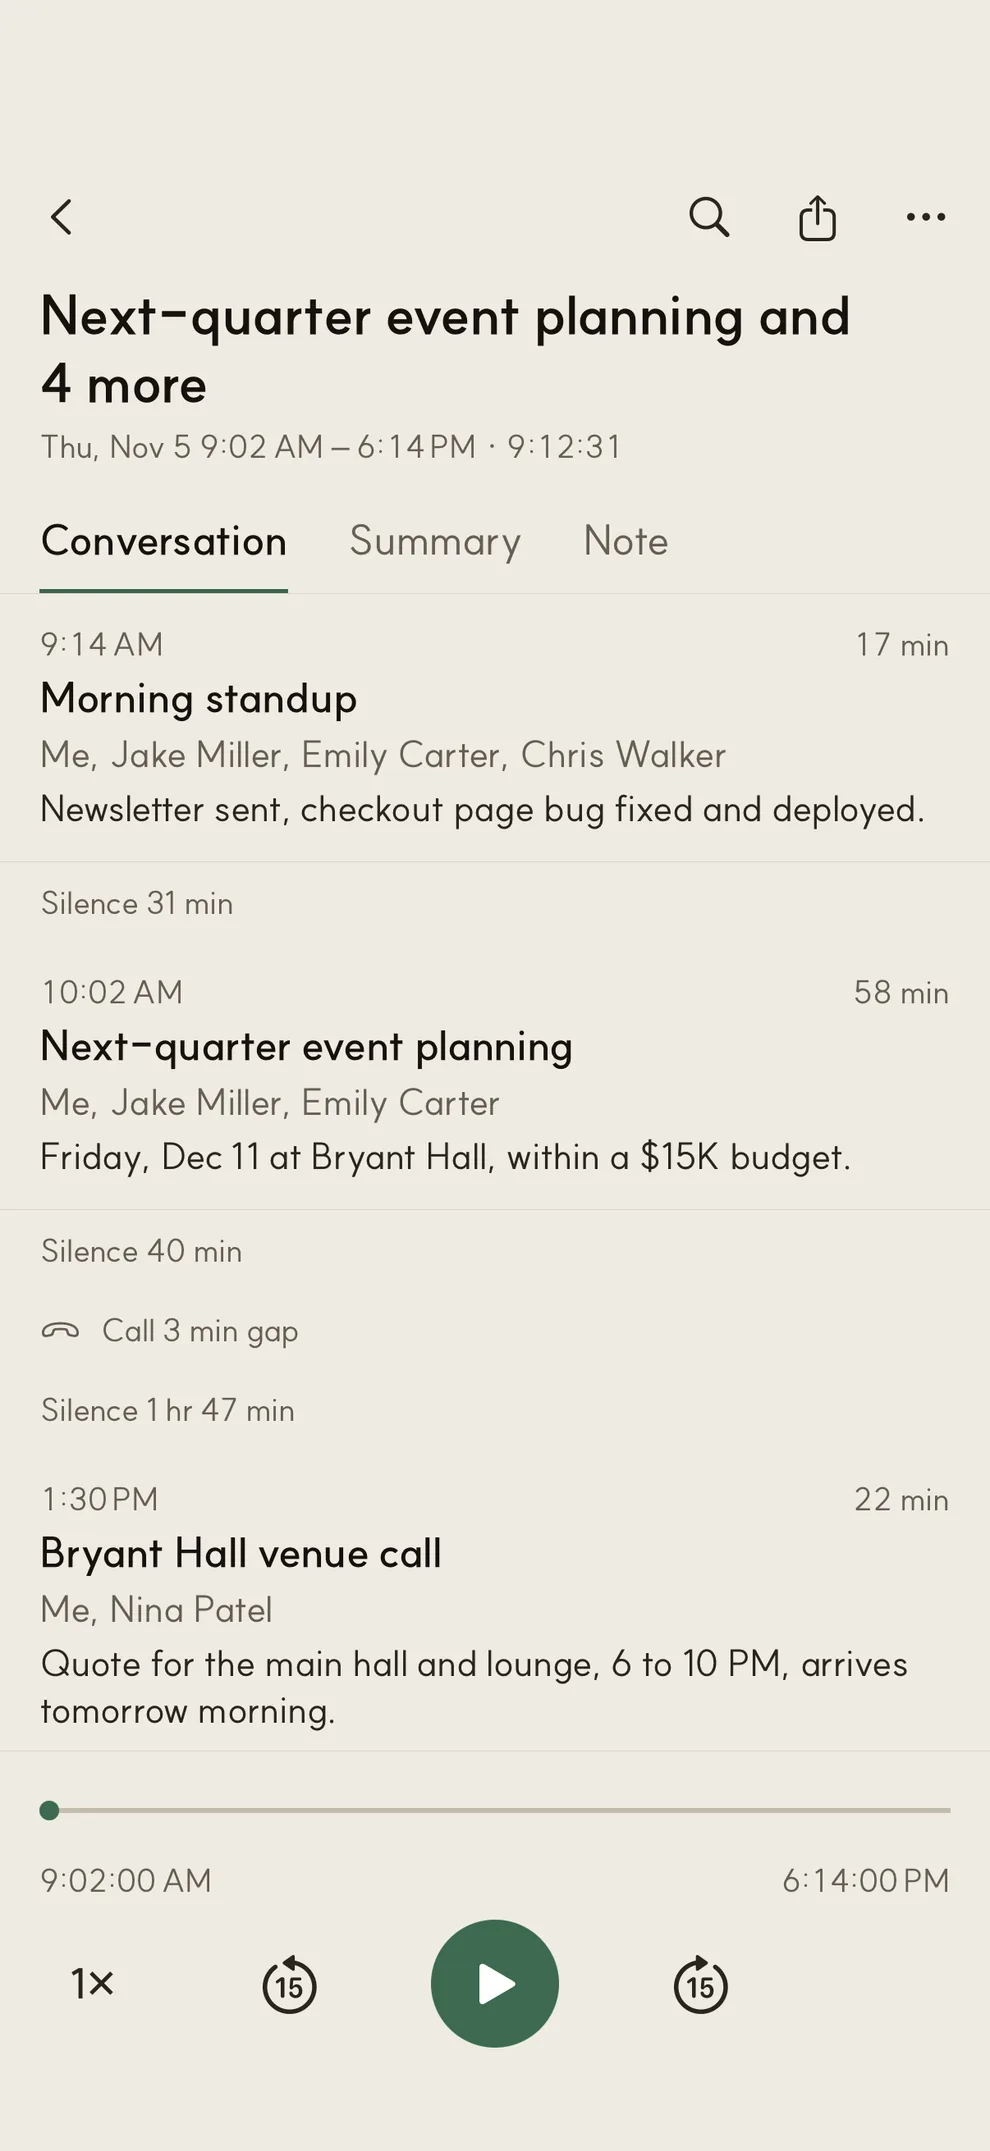 Next-quarter event planning and
4 more
Thu, Nov 5 9:02 AM – 6:14 PM · 9:12:31
Conversation Summary Note
9:14 AM 17 min
Morning standup
Me, Jake Miller, Emily Carter, Chris Walker
Newsletter sent, checkout page bug fixed and deployed.
Silence 31 min
10:02 AM 58 min
Next-quarter event planning
Me, Jake Miller, Emily Carter
Friday, Dec 11 at Bryant Hall, within a $15K budget.
Silence 40 min
Call 3 min gap
Silence 1 hr 47 min
1:30 PM 22 min
Bryant Hall venue call
Me, Nina Patel
Quote for the main hall and lounge, 6 to 10 PM, arrives
tomorrow morning.
9:02:00 AM 6:14:00 PM
1× 15 15